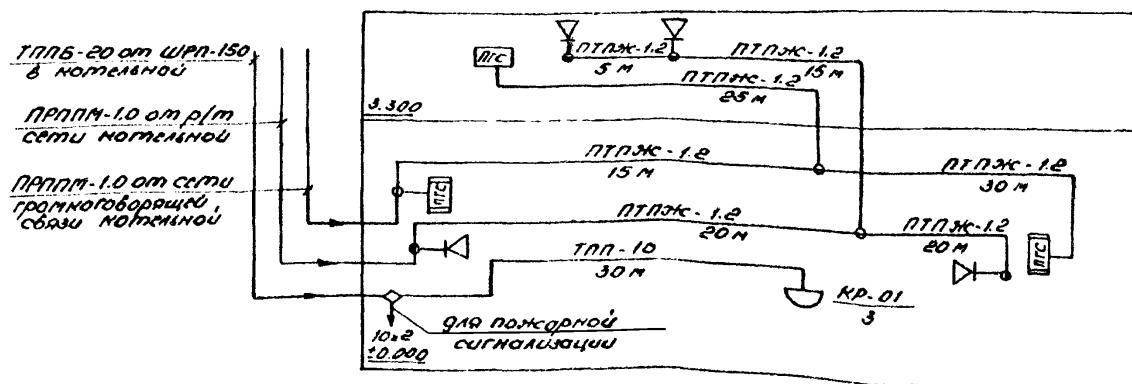 ТППБ-20 от ШРП-150
в котельной
ПРППМ-1.0 от р/т
сети котельной
ПРППМ-1.0 от сети
громкоговорящей
связи котельной
3.300
ПГС
ПТПЖ-1.2
5 м
ПТПЖ-1.2
15 м
ПТПЖ-1.2
25 м
ПТПЖ-1.2
15 м
ПТПЖ-1.2
30 м
ПГС
ПТПЖ-1.2
20 м
ПТПЖ-1.2
20 м
ПГС
ТПП-10
30 м
КР-01
3
для пожарной
сигнализации
10×2
±0.000